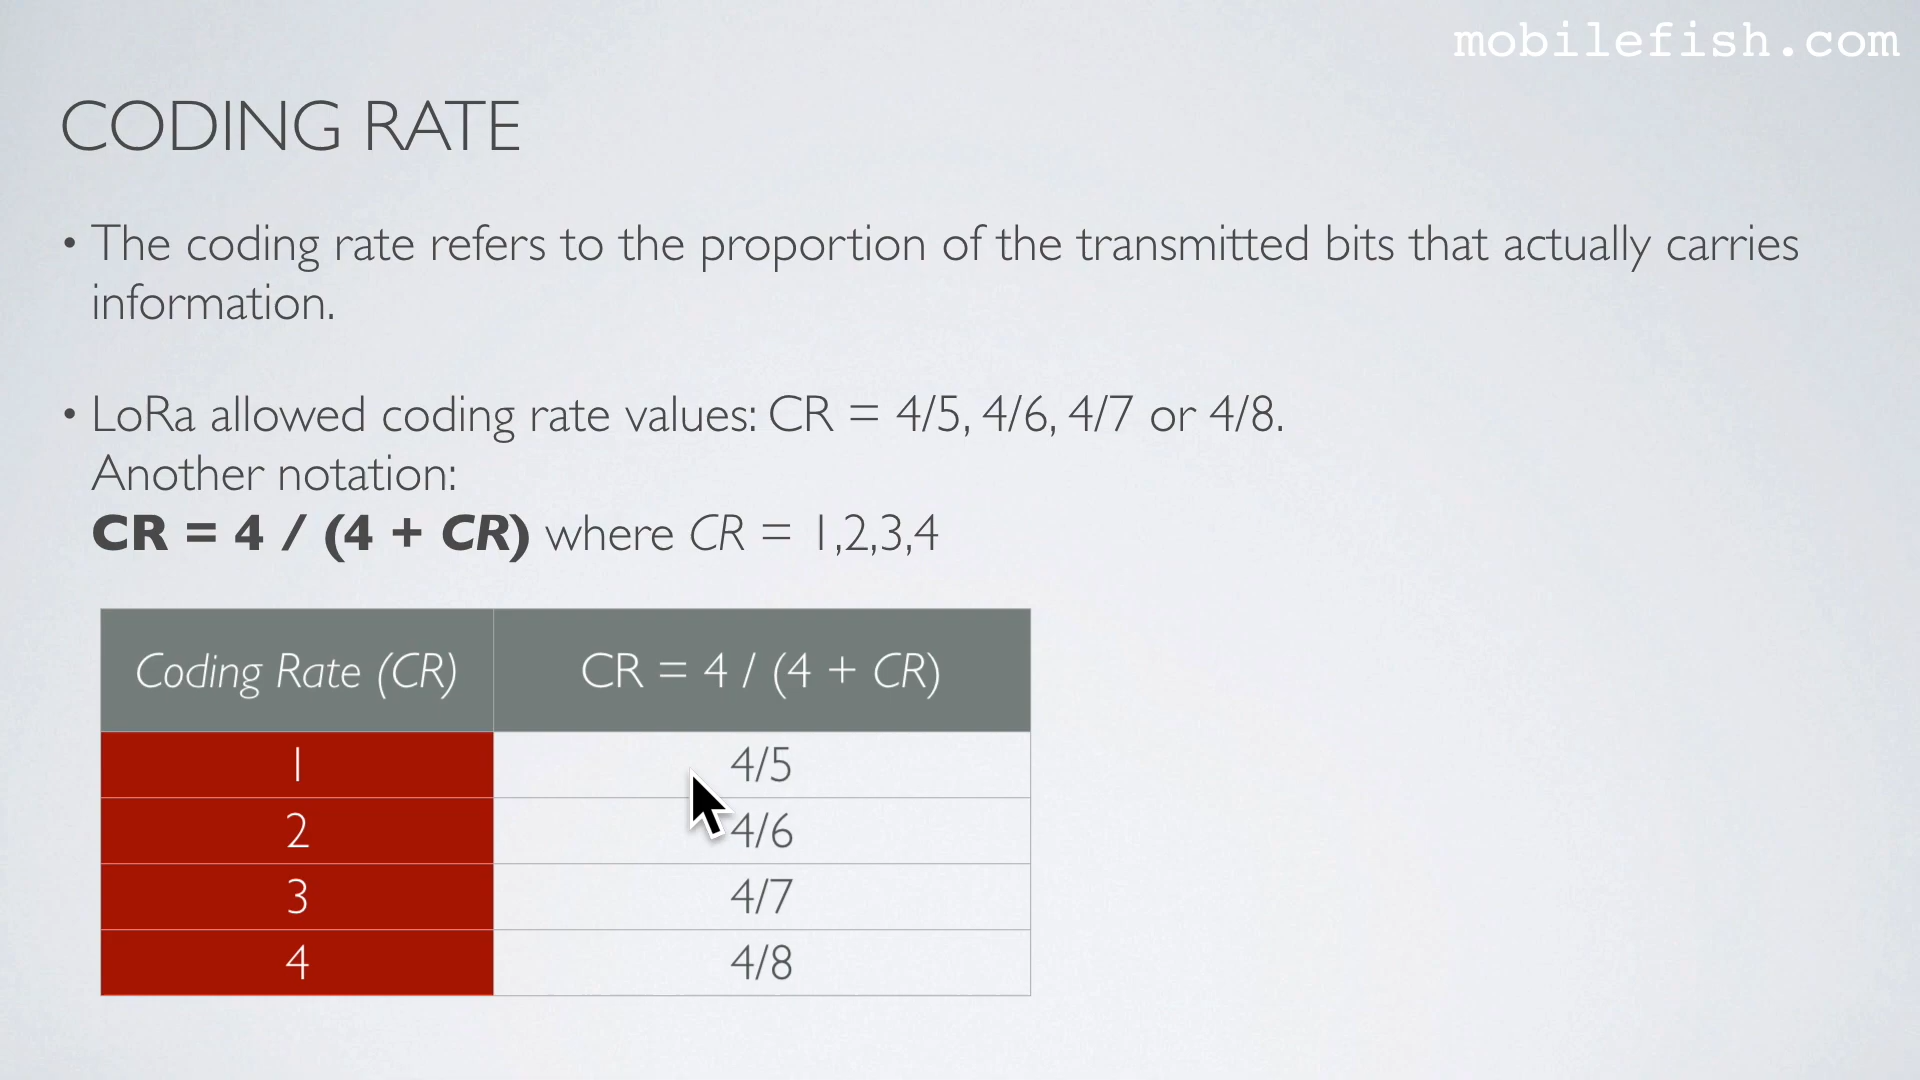 mobilefish.com
CODING RATE
• The coding rate refers to the proportion of the transmitted bits that actually carries
information.
• LoRa allowed coding rate values: CR = 4/5, 4/6, 4/7 or 4/8.
Another notation:
CR = 4 / (4 + CR) where CR = 1,2,3,4
Coding Rate (CR) CR = 4 / (4 + CR)
1 4/5
2 4/6
3 4/7
4 4/8